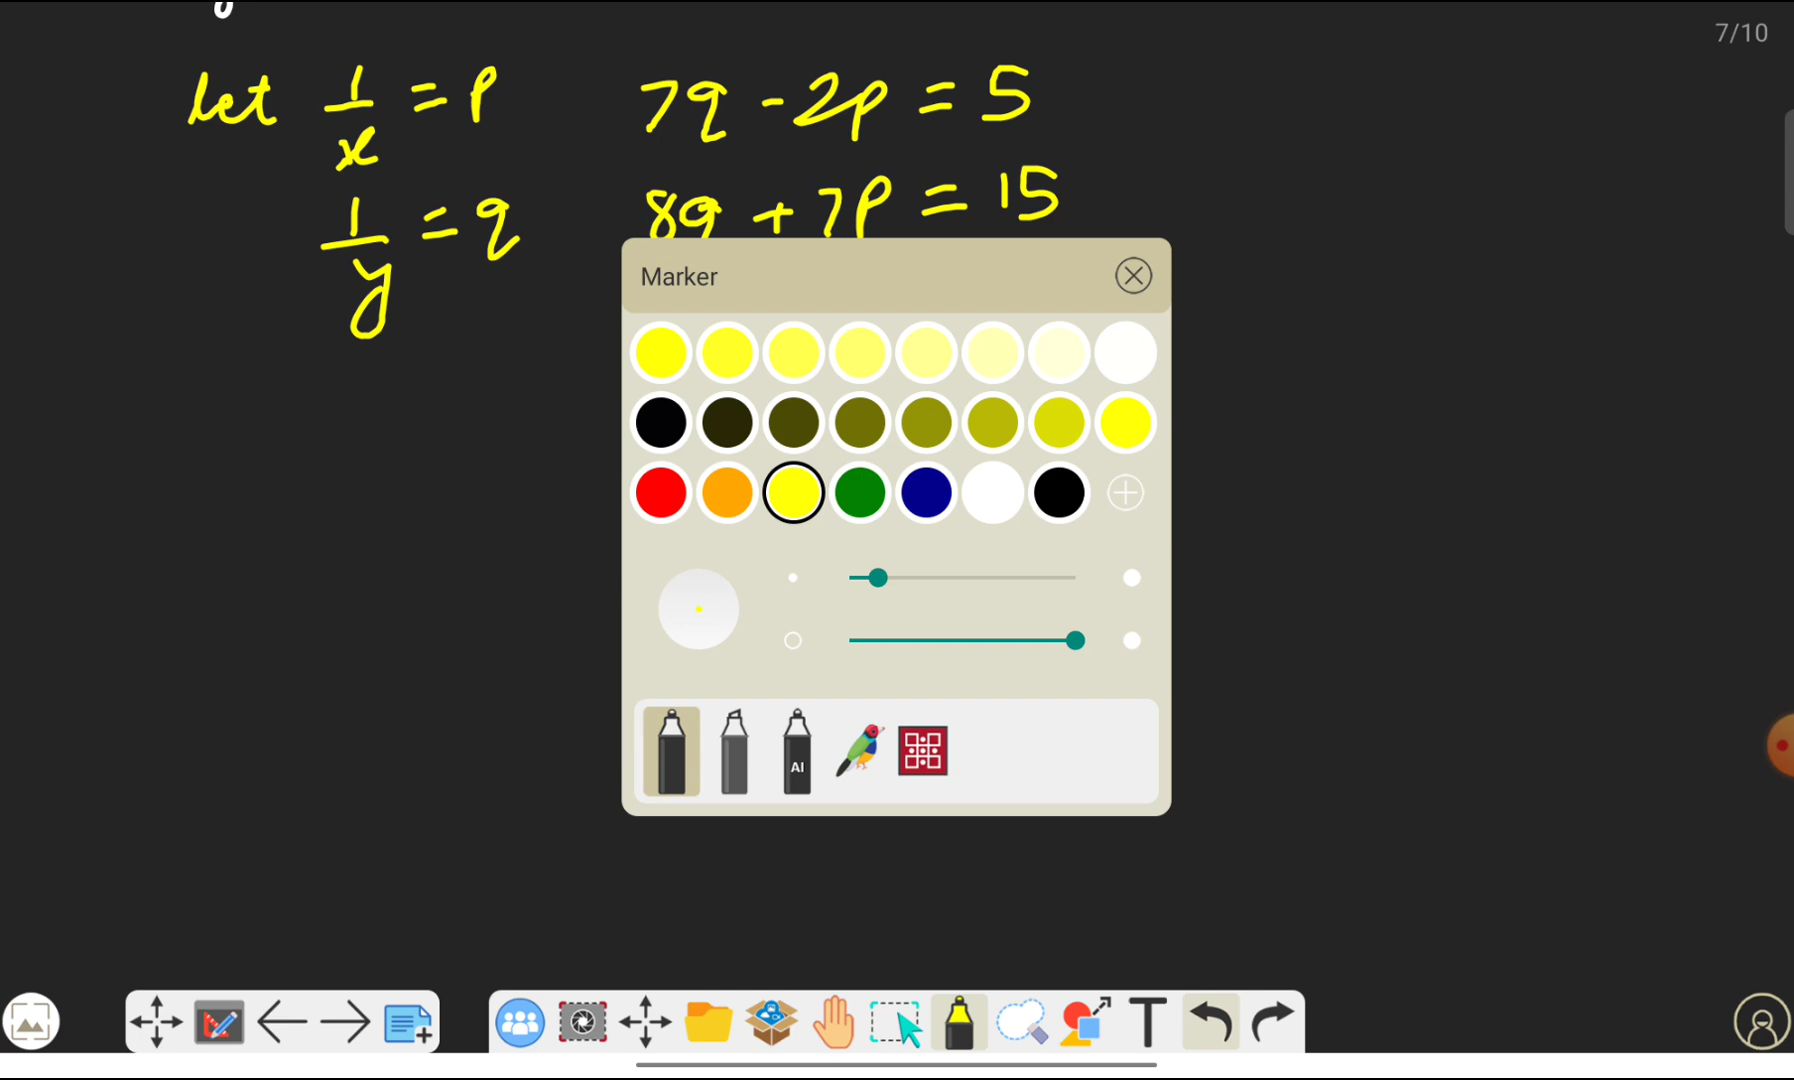 7/10
let 1/x = p
7q - 2p = 5
1/y = q
8q + 7p = 15
Marker
AI
T